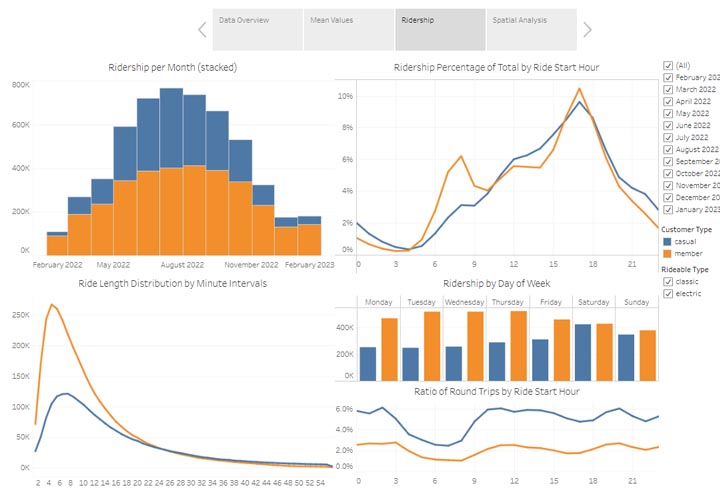 Data Overview
Mean Values
Ridership
Spatial Analysis
Ridership per Month (stacked)
800K
600K
400K
200K
0K
February 2022 May 2022 August 2022 November 2022 February 2023
Ridership Percentage of Total by Ride Start Hour
10%
8%
6%
4%
2%
0%
0 3 6 9 12 15 18 21
(All)
February 202
March 2022
April 2022
May 2022
June 2022
July 2022
August 2022
September 2
October 2022
November 20
December 20
January 2023
Customer Type
casual
member
Rideable Type
classic
electric
Ride Length Distribution by Minute Intervals
250K
200K
150K
100K
50K
0K
2 4 6 8 10 12 14 16 18 20 22 24 26 28 30 32 34 36 38 40 42 44 46 48 50 52 54
Ridership by Day of Week
Monday Tuesday Wednesday Thursday Friday Saturday Sunday
400K
200K
0K
Ratio of Round Trips by Ride Start Hour
6.0%
4.0%
2.0%
0.0%
0 3 6 9 12 15 18 21